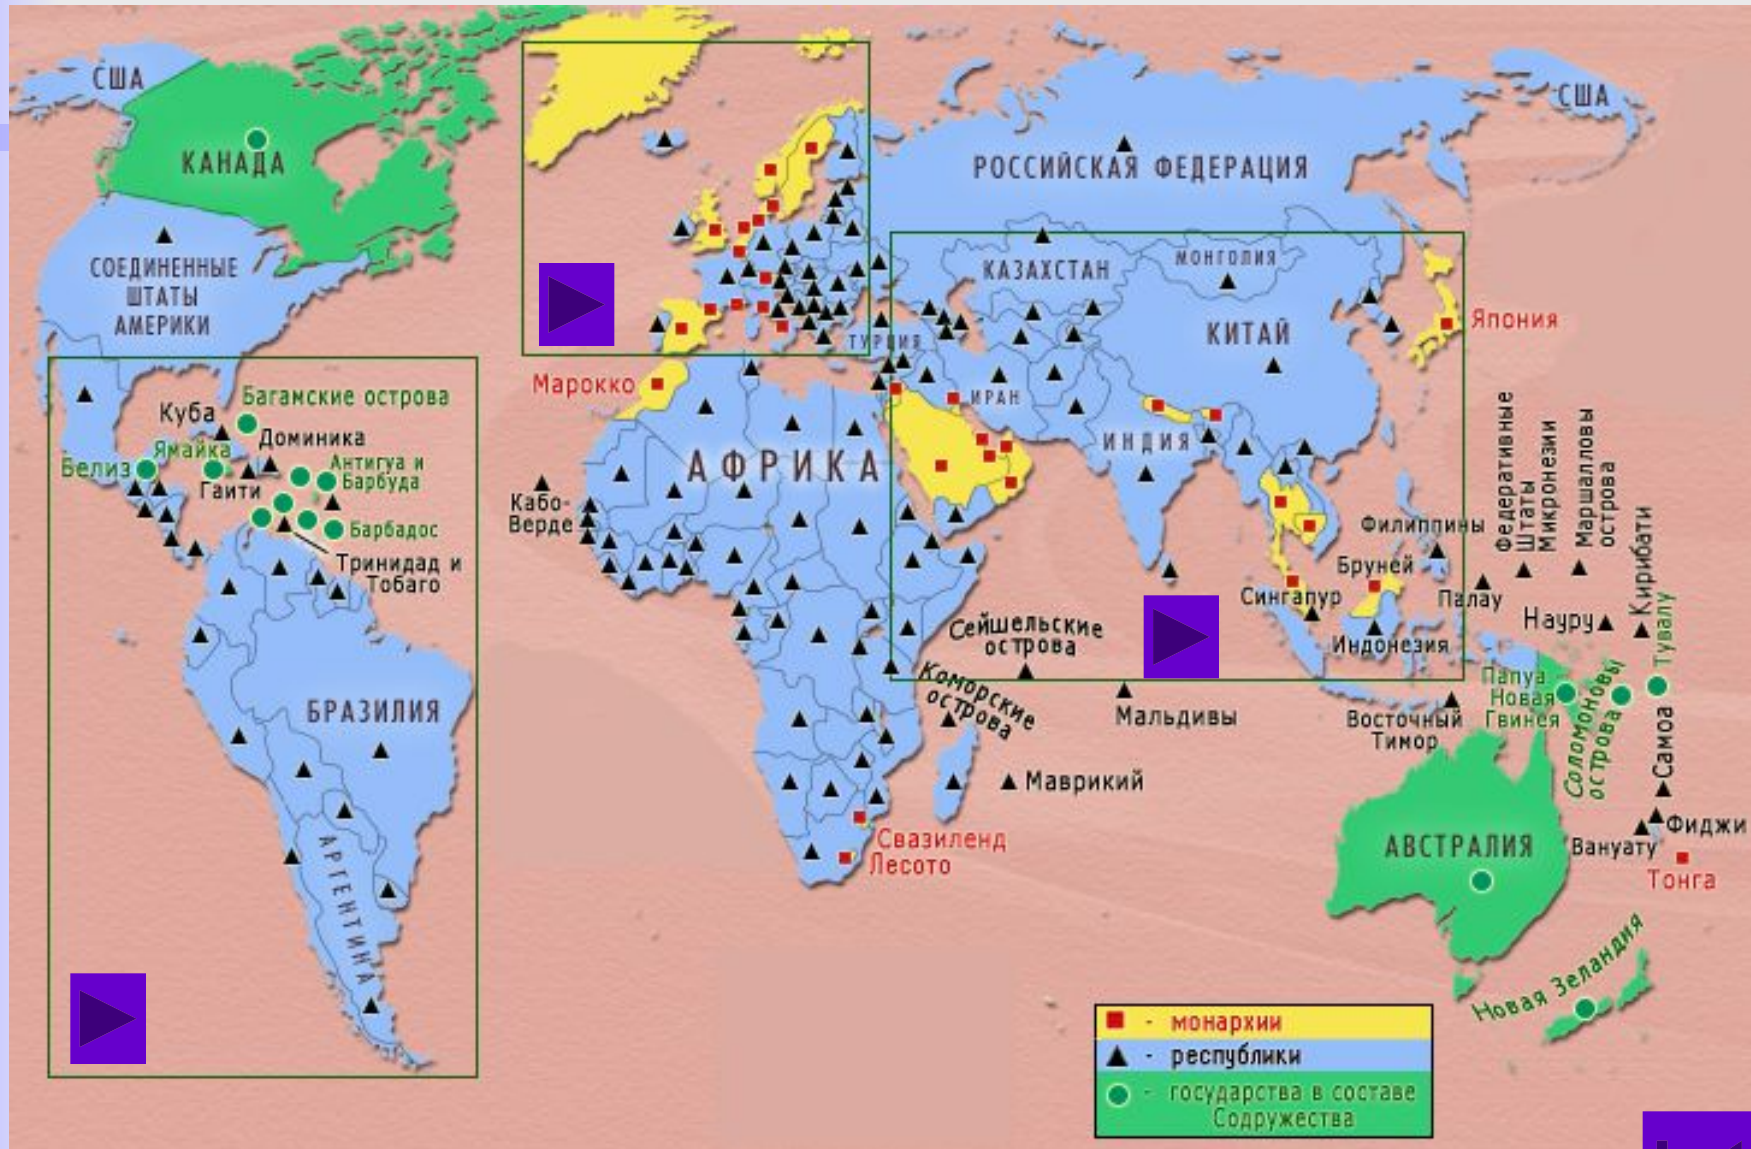 США
КАНАДА
СОЕДИНЕННЫЕ
ШТАТЫ
АМЕРИКИ
РОССИЙСКАЯ ФЕДЕРАЦИЯ
США
КАЗАХСТАН
МОНГОЛИЯ
КИТАЙ
Япония
ТУРЦИЯ
ИРАН
ИНДИЯ
Марокко
АФРИКА
Багамские острова
Куба
Доминика
Ямайка
Белиз
Антигуа и
Барбуда
Гаити
Барбадос
Тринидад и
Тобаго
Кабо-
Верде
БРАЗИЛИЯ
АРГЕНТИНА
Сейшельские
острова
Коморские
острова
Мальдивы
Маврикий
Свазиленд
Лесото
Филиппины
Бруней
Сингапур
Индонезия
Палау
Федеративные
Штаты
Микронезии
Маршалловы
острова
Кирибати
Науру
Тувалу
Папуа
Новая
Гвинея
Соломоновы
острова
Восточный
Тимор
Самоа
Фиджи
Вануату
Тонга
АВСТРАЛИЯ
Новая Зеландия
- монархии
- республики
- государства в составе
Содружества